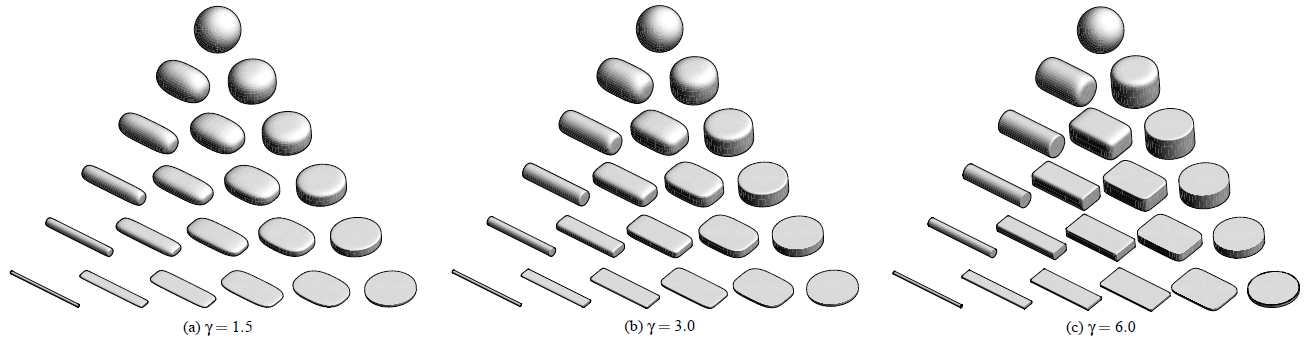 (a) γ = 1.5
(b) γ = 3.0
(c) γ = 6.0